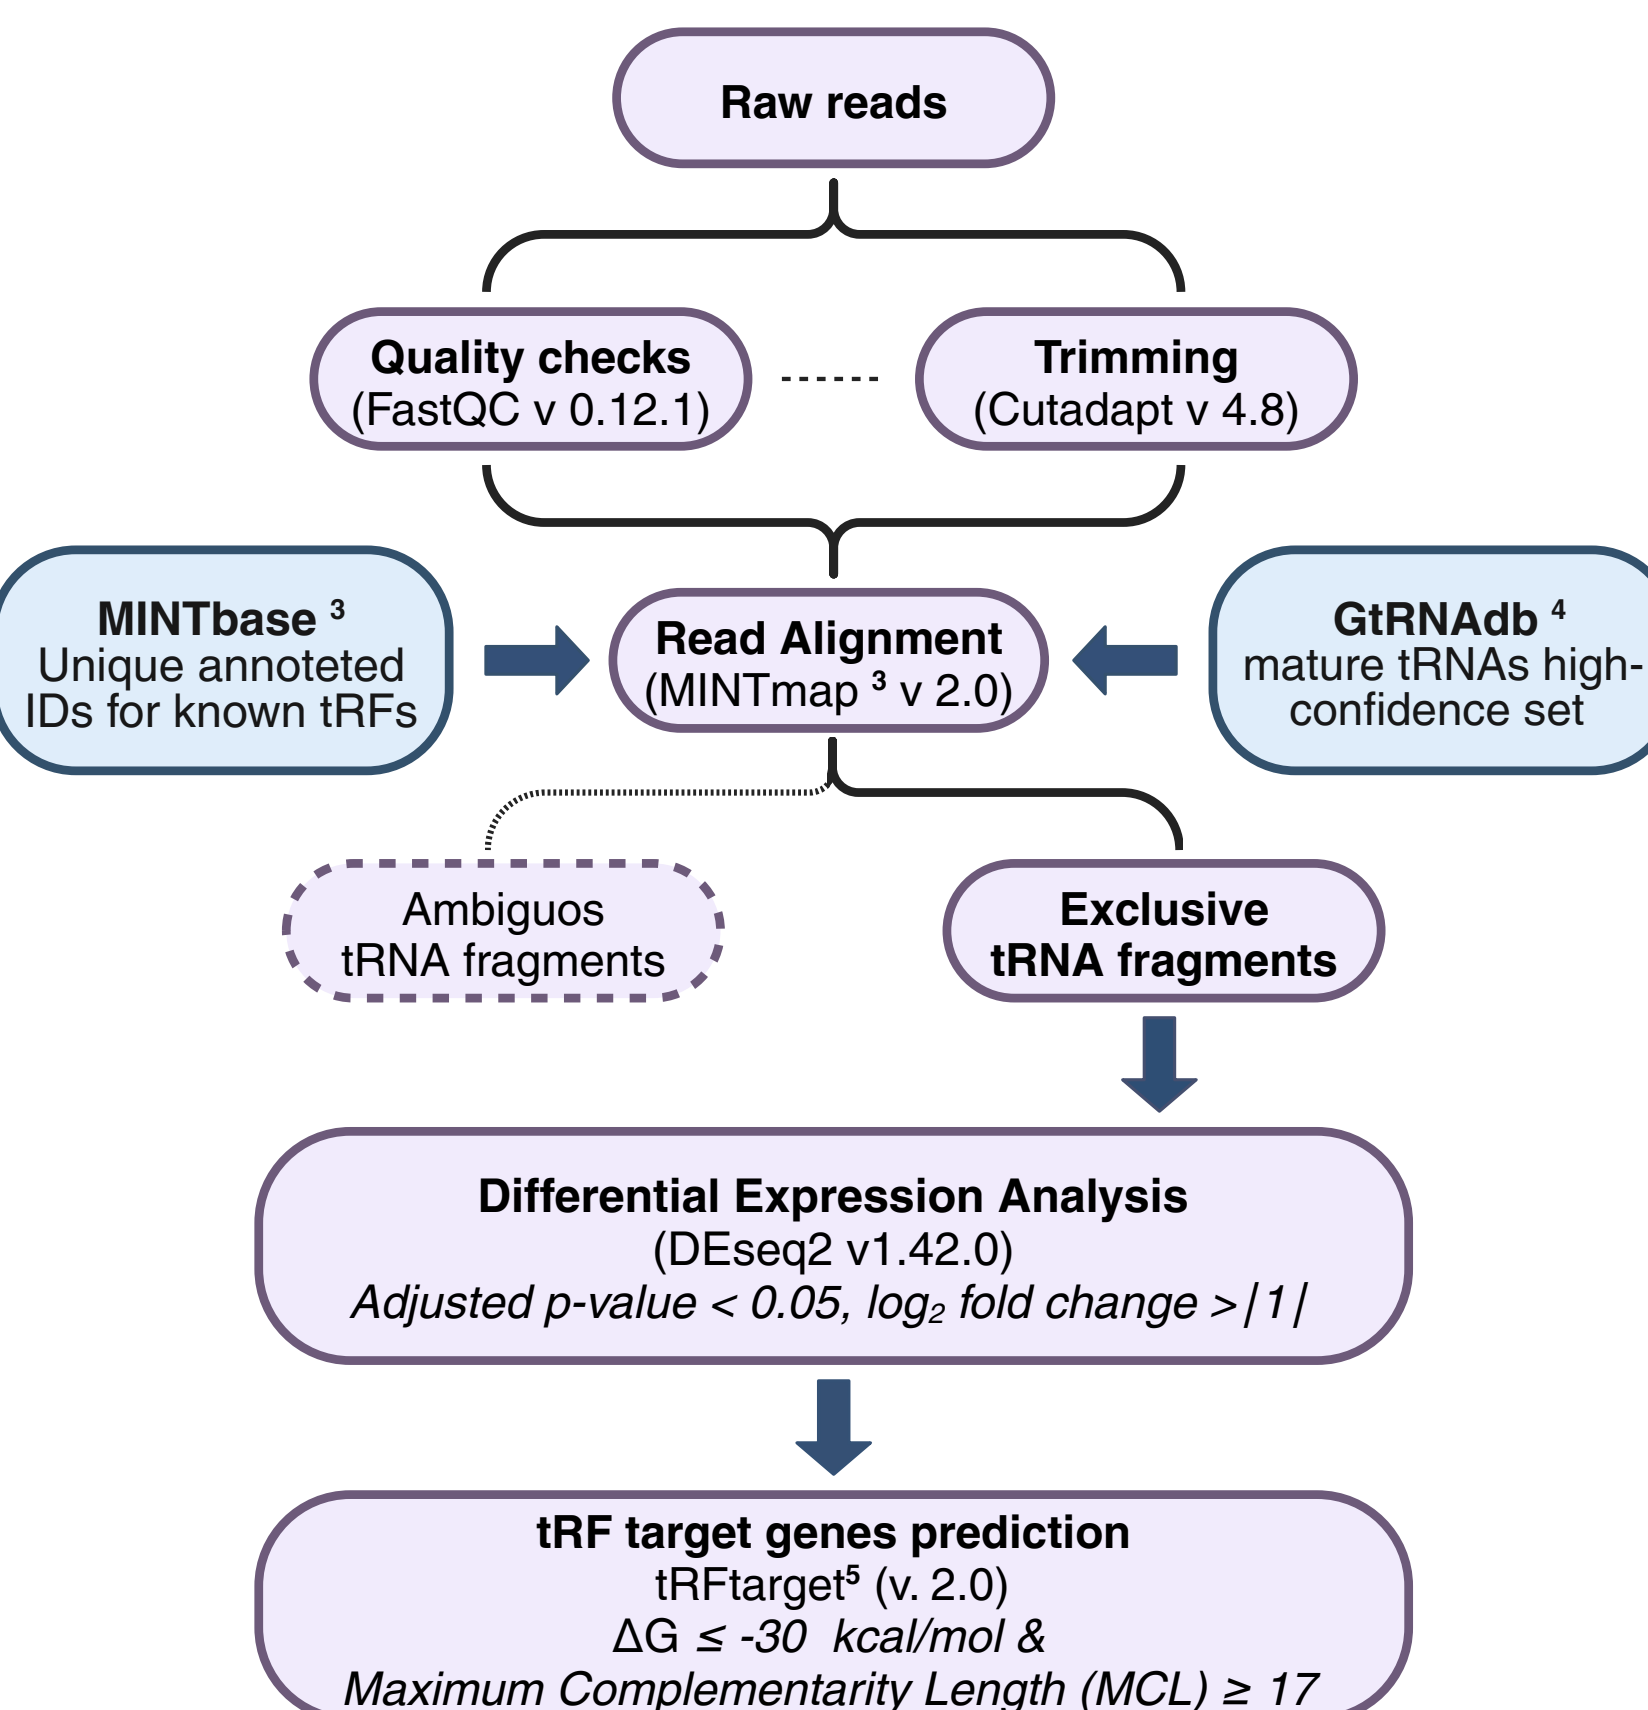 Raw reads
Quality checks
(FastQC v 0.12.1)
Trimming
(Cutadapt v 4.8)
MINTbase ³
Unique annoteted
IDs for known tRFs
Read Alignment
(MINTmap ³ v 2.0)
GtRNAdb ⁴
mature tRNAs high-
confidence set
Ambiguos
tRNA fragments
Exclusive
tRNA fragments
Differential Expression Analysis
(DEseq2 v1.42.0)
Adjusted p-value < 0.05, log₂ fold change >|1|
tRF target genes prediction
tRFtarget⁵ (v. 2.0)
ΔG ≤ -30 kcal/mol &
Maximum Complementarity Length (MCL) ≥ 17